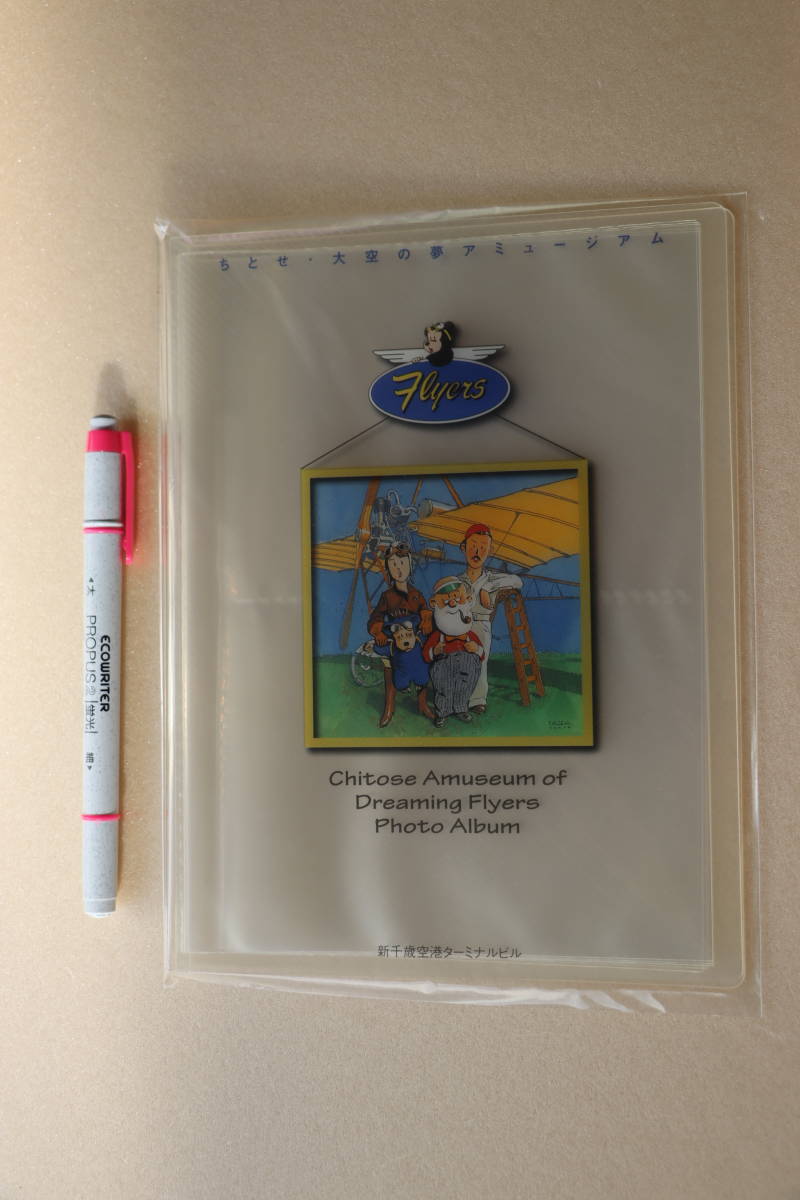 ちとせ・大空の夢アミュージアム
Flyers
Chitose Amuseum of
Dreaming Flyers
Photo Album
新千歳空港ターミナルビル
ECOWRITER
◀太 PROPUS 蛍光 細▶